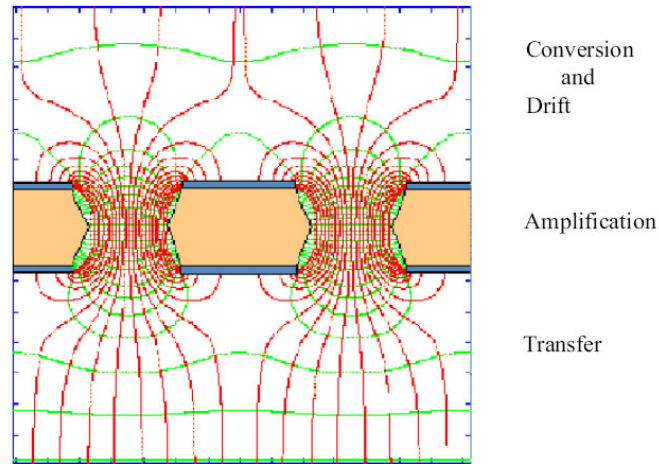 Conversion
and
Drift
Amplification
Transfer